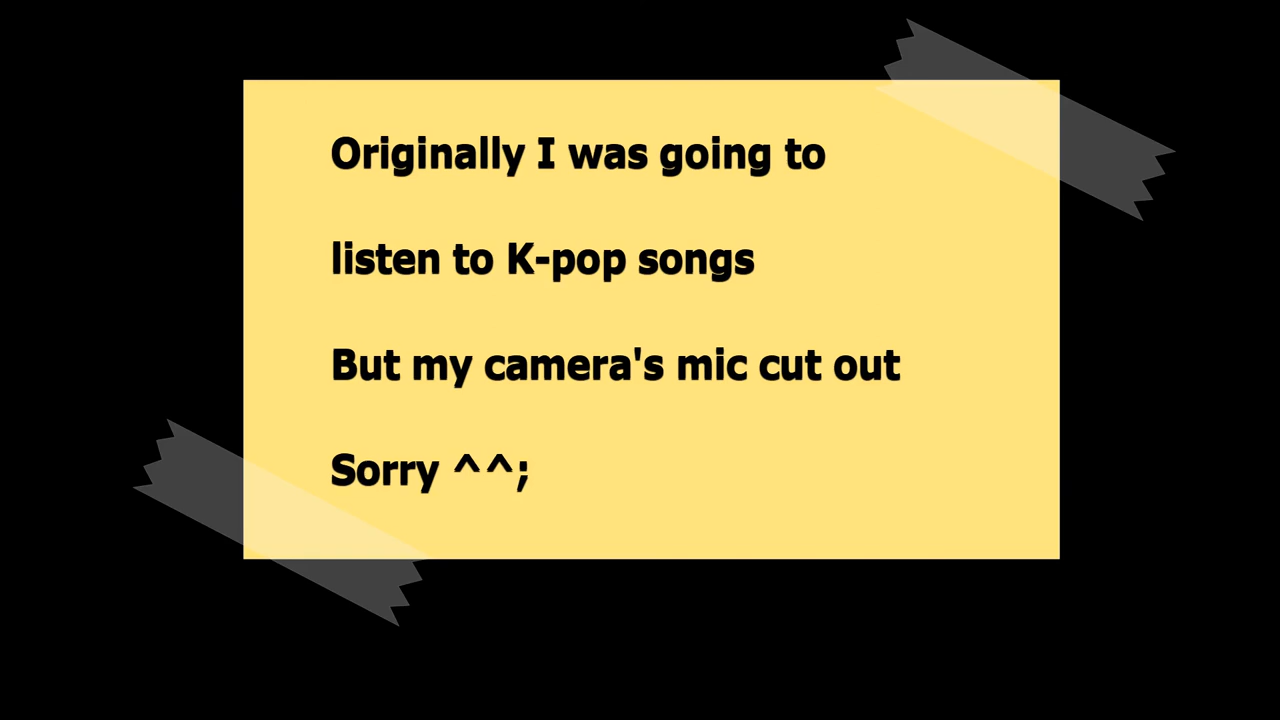 Originally I was going to
listen to K-pop songs
But my camera's mic cut out
Sorry ^^;